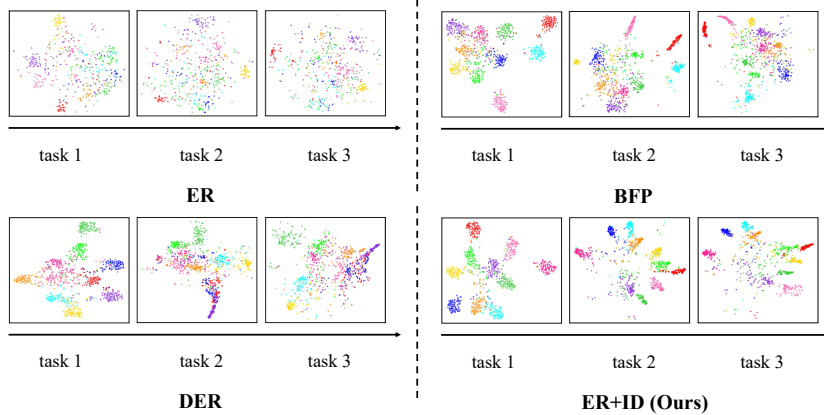 task 1 task 2 task 3
ER
task 1 task 2 task 3
BFP
task 1 task 2 task 3
DER
task 1 task 2 task 3
ER+ID (Ours)